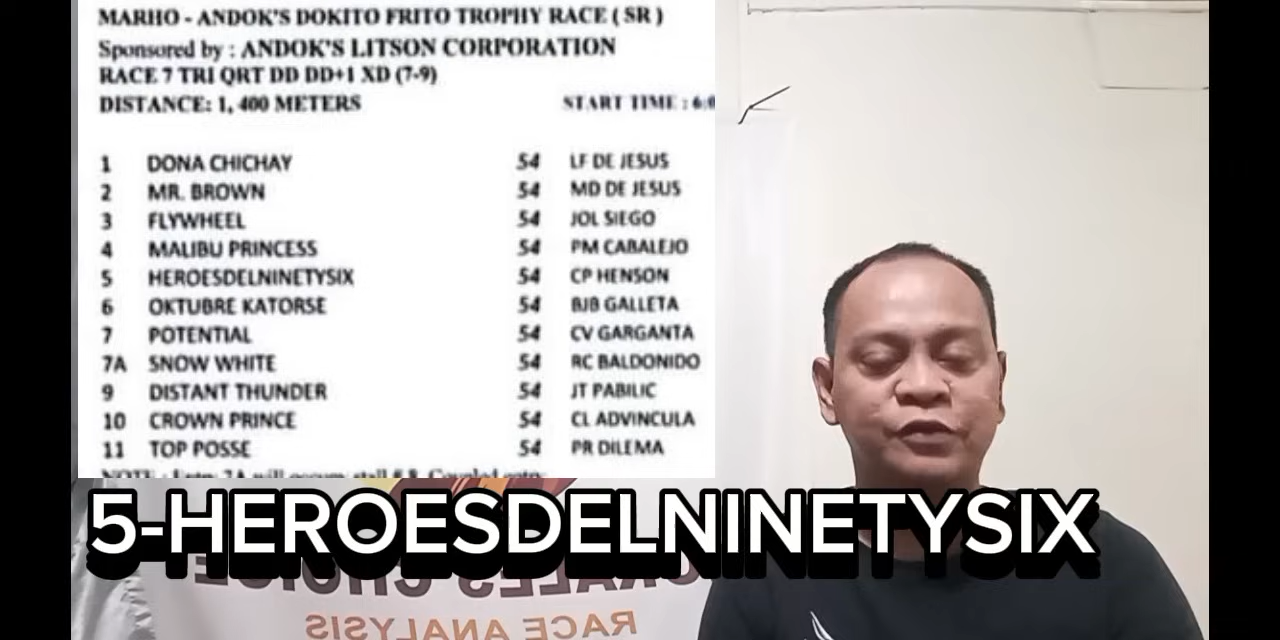 MARHO - ANDOK'S DOKITO FRITO TROPHY RACE ( SR )
Sponsored by : ANDOK'S LITSON CORPORATION
RACE 7 TRI QRT DD DD+1 XD (7-9)
DISTANCE: 1, 400 METERS START TIME : 6:0
1 DONA CHICHAY 54 LF DE JESUS
2 MR. BROWN 54 MD DE JESUS
3 FLYWHEEL 54 JOL SIEGO
4 MALIBU PRINCESS 54 PM CABALEJO
5 HEROESDELNINETYSIX 54 CP HENSON
6 OKTUBRE KATORSE 54 BJB GALLETA
7 POTENTIAL 54 CV GARGANTA
7A SNOW WHITE 54 RC BALDONIDO
9 DISTANT THUNDER 54 JT PABILIC
10 CROWN PRINCE 54 CL ADVINCULA
11 TOP POSSE 54 PR DILEMA
5-HEROESDELNINETYSIX
CHOICE
RACE ANALYSIS